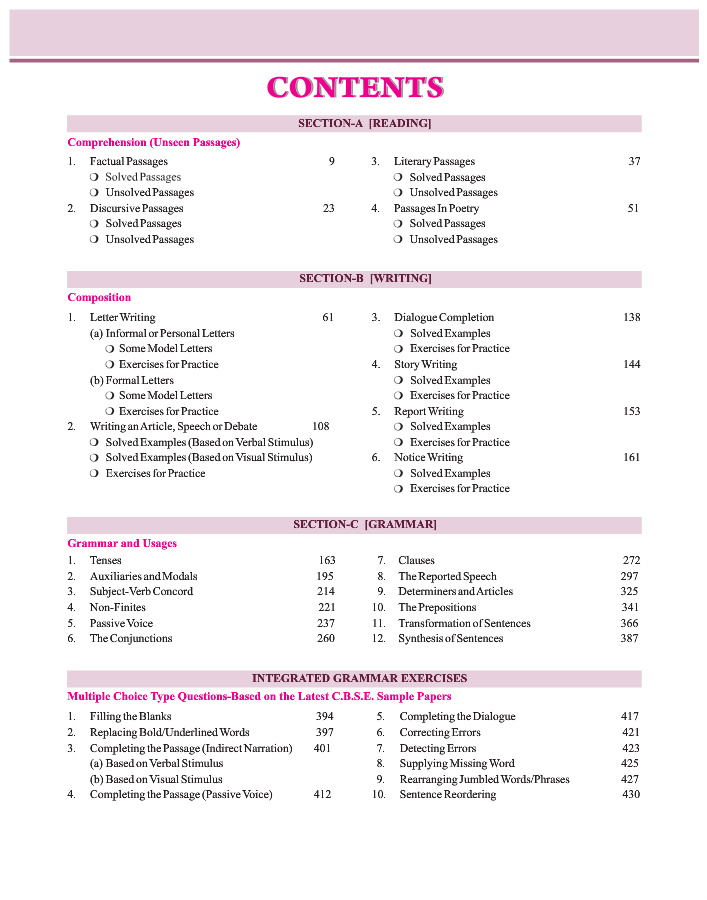 CONTENTS
SECTION-A [READING]
Comprehension (Unseen Passages)
1. Factual Passages 9
❍ Solved Passages
❍ Unsolved Passages
2. Discursive Passages 23
❍ Solved Passages
❍ Unsolved Passages
3. Literary Passages 37
❍ Solved Passages
❍ Unsolved Passages
4. Passages In Poetry 51
❍ Solved Passages
❍ Unsolved Passages
SECTION-B [WRITING]
Composition
1. Letter Writing 61
(a) Informal or Personal Letters
❍ Some Model Letters
❍ Exercises for Practice
(b) Formal Letters
❍ Some Model Letters
❍ Exercises for Practice
2. Writing an Article, Speech or Debate 108
❍ Solved Examples (Based on Verbal Stimulus)
❍ Solved Examples (Based on Visual Stimulus)
❍ Exercises for Practice
3. Dialogue Completion 138
❍ Solved Examples
❍ Exercises for Practice
4. Story Writing 144
❍ Solved Examples
❍ Exercises for Practice
5. Report Writing 153
❍ Solved Examples
❍ Exercises for Practice
6. Notice Writing 161
❍ Solved Examples
❍ Exercises for Practice
SECTION-C [GRAMMAR]
Grammar and Usages
1. Tenses 163
2. Auxiliaries and Modals 195
3. Subject-Verb Concord 214
4. Non-Finites 221
5. Passive Voice 237
6. The Conjunctions 260
7. Clauses 272
8. The Reported Speech 297
9. Determiners and Articles 325
10. The Prepositions 341
11. Transformation of Sentences 366
12. Synthesis of Sentences 387
INTEGRATED GRAMMAR EXERCISES
Multiple Choice Type Questions-Based on the Latest C.B.S.E. Sample Papers
1. Filling the Blanks 394
2. Replacing Bold/Underlined Words 397
3. Completing the Passage (Indirect Narration) 401
(a) Based on Verbal Stimulus
(b) Based on Visual Stimulus
4. Completing the Passage (Passive Voice) 412
5. Completing the Dialogue 417
6. Correcting Errors 421
7. Detecting Errors 423
8. Supplying Missing Word 425
9. Rearranging Jumbled Words/Phrases 427
10. Sentence Reordering 430